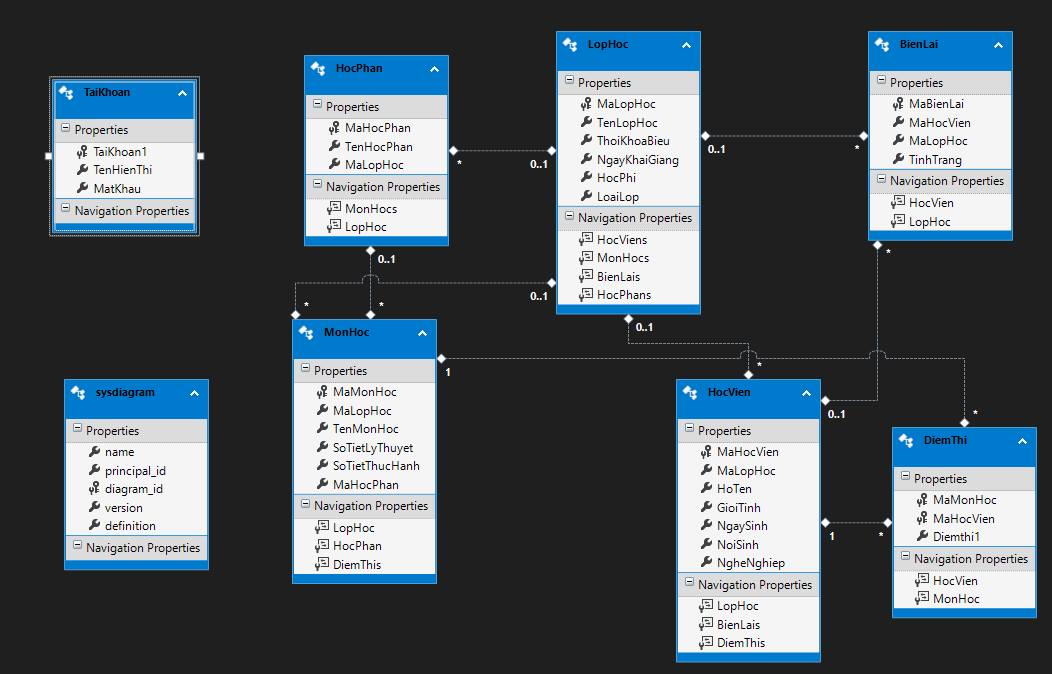 TaiKhoan
Properties
TaiKhoan1
TenHienThi
MatKhau
Navigation Properties
HocPhan
Properties
MaHocPhan
TenHocPhan
MaLopHoc
Navigation Properties
MonHocs
LopHoc
*
0..1
0..1
*
LopHoc
Properties
MaLopHoc
TenLopHoc
ThoiKhoaBieu
NgayKhaiGiang
HocPhi
LoaiLop
Navigation Properties
HocViens
MonHocs
BienLais
HocPhans
0..1
*
0..1
*
0..1
*
BienLai
Properties
MaBienLai
MaHocVien
MaLopHoc
TinhTrang
Navigation Properties
HocVien
LopHoc
*
0..1
sysdiagram
Properties
name
principal_id
diagram_id
version
definition
Navigation Properties
MonHoc
Properties
MaMonHoc
MaLopHoc
TenMonHoc
SoTietLyThuyet
SoTietThucHanh
MaHocPhan
Navigation Properties
LopHoc
HocPhan
DiemThis
1
*
HocVien
Properties
MaHocVien
MaLopHoc
HoTen
GioiTinh
NgaySinh
NoiSinh
NgheNghiep
Navigation Properties
LopHoc
BienLais
DiemThis
1
*
DiemThi
Properties
MaMonHoc
MaHocVien
Diemthi1
Navigation Properties
HocVien
MonHoc